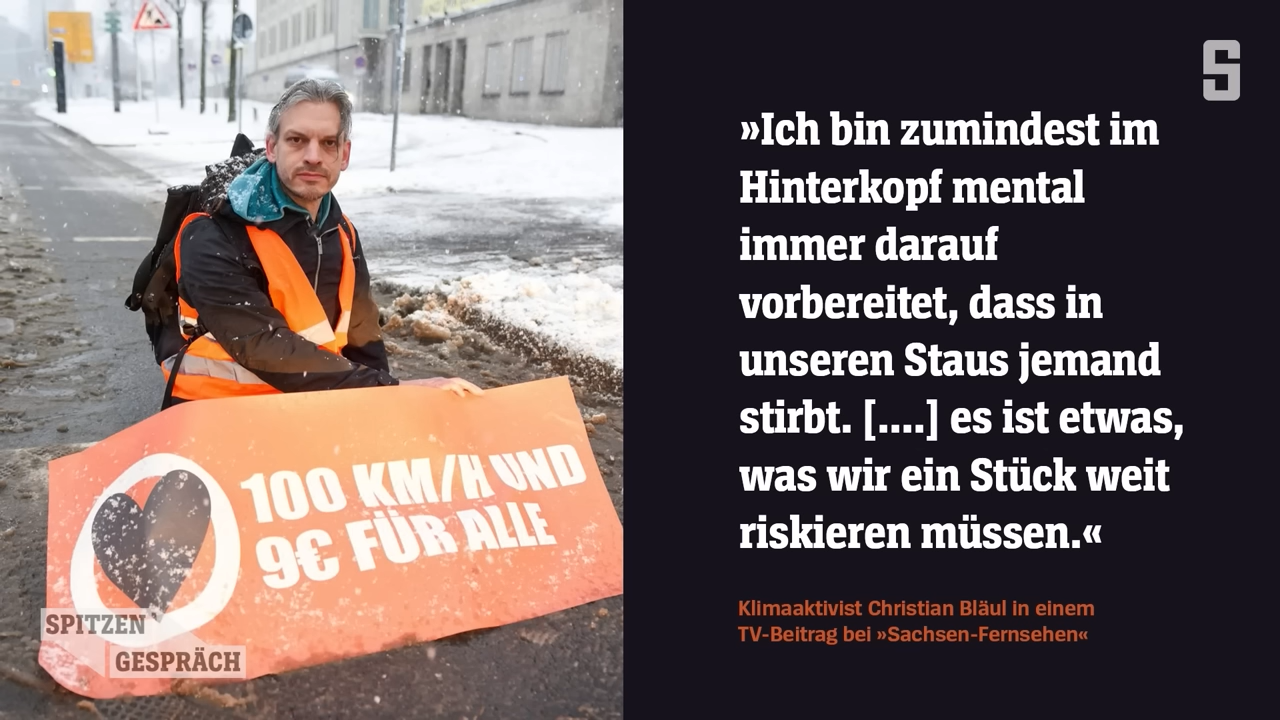 100 KM/H UND
9€ FÜR ALLE
SPITZEN
GESPRÄCH
S
»Ich bin zumindest im
Hinterkopf mental
immer darauf
vorbereitet, dass in
unseren Staus jemand
stirbt. [....] es ist etwas,
was wir ein Stück weit
riskieren müssen.«
Klimaaktivist Christian Bläul in einem
TV-Beitrag bei »Sachsen-Fernsehen«